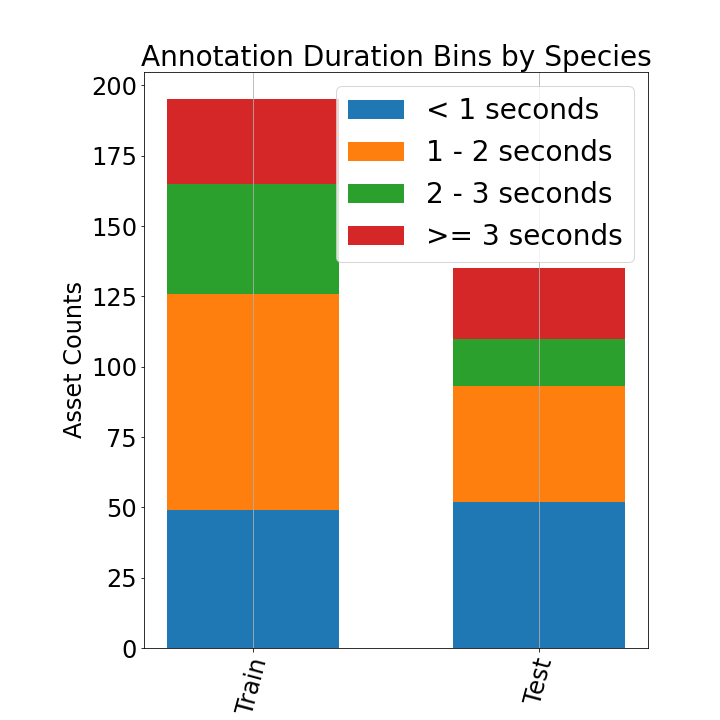 Annotation Duration Bins by Species
200
175
150
125
100
75
50
25
0
Asset Counts
< 1 seconds
1 - 2 seconds
2 - 3 seconds
>= 3 seconds
Train
Test